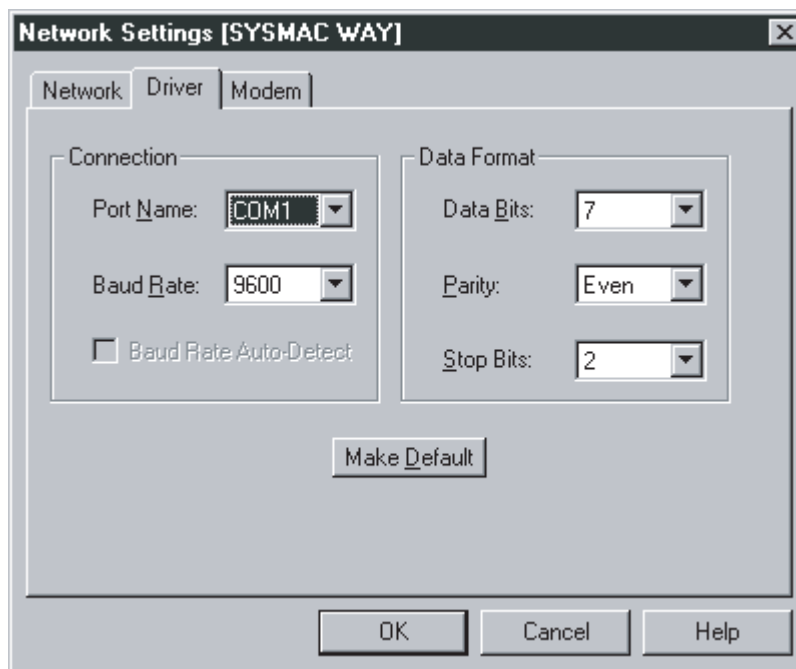 Network Settings [SYSMAC WAY]
Network Driver Modem
Connection
Port Name: COM1
Baud Rate: 9600
Baud Rate Auto-Detect
Data Format
Data Bits: 7
Parity: Even
Stop Bits: 2
Make Default
OK Cancel Help